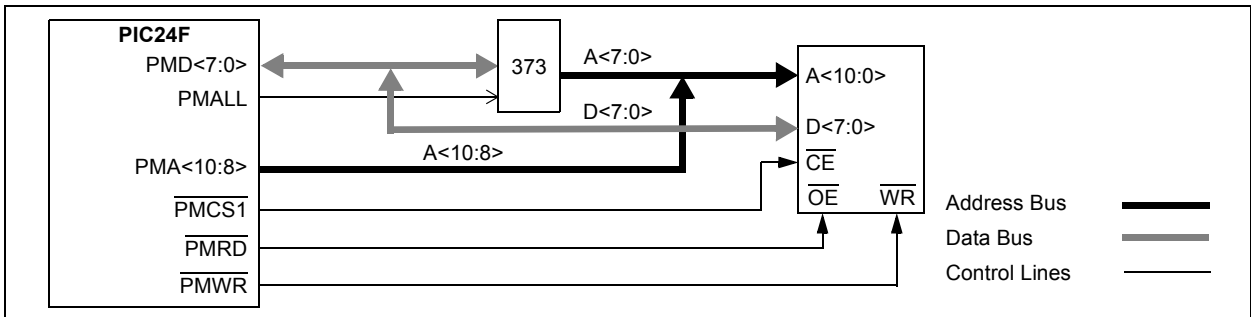 PIC24F
PMD<7:0>
PMALL
PMA<10:8>
PMCS1
PMRD
PMWR
373
A<7:0>
D<7:0>
A<10:8>
A<10:0>
D<7:0>
CE
OE WR
Address Bus
Data Bus
Control Lines